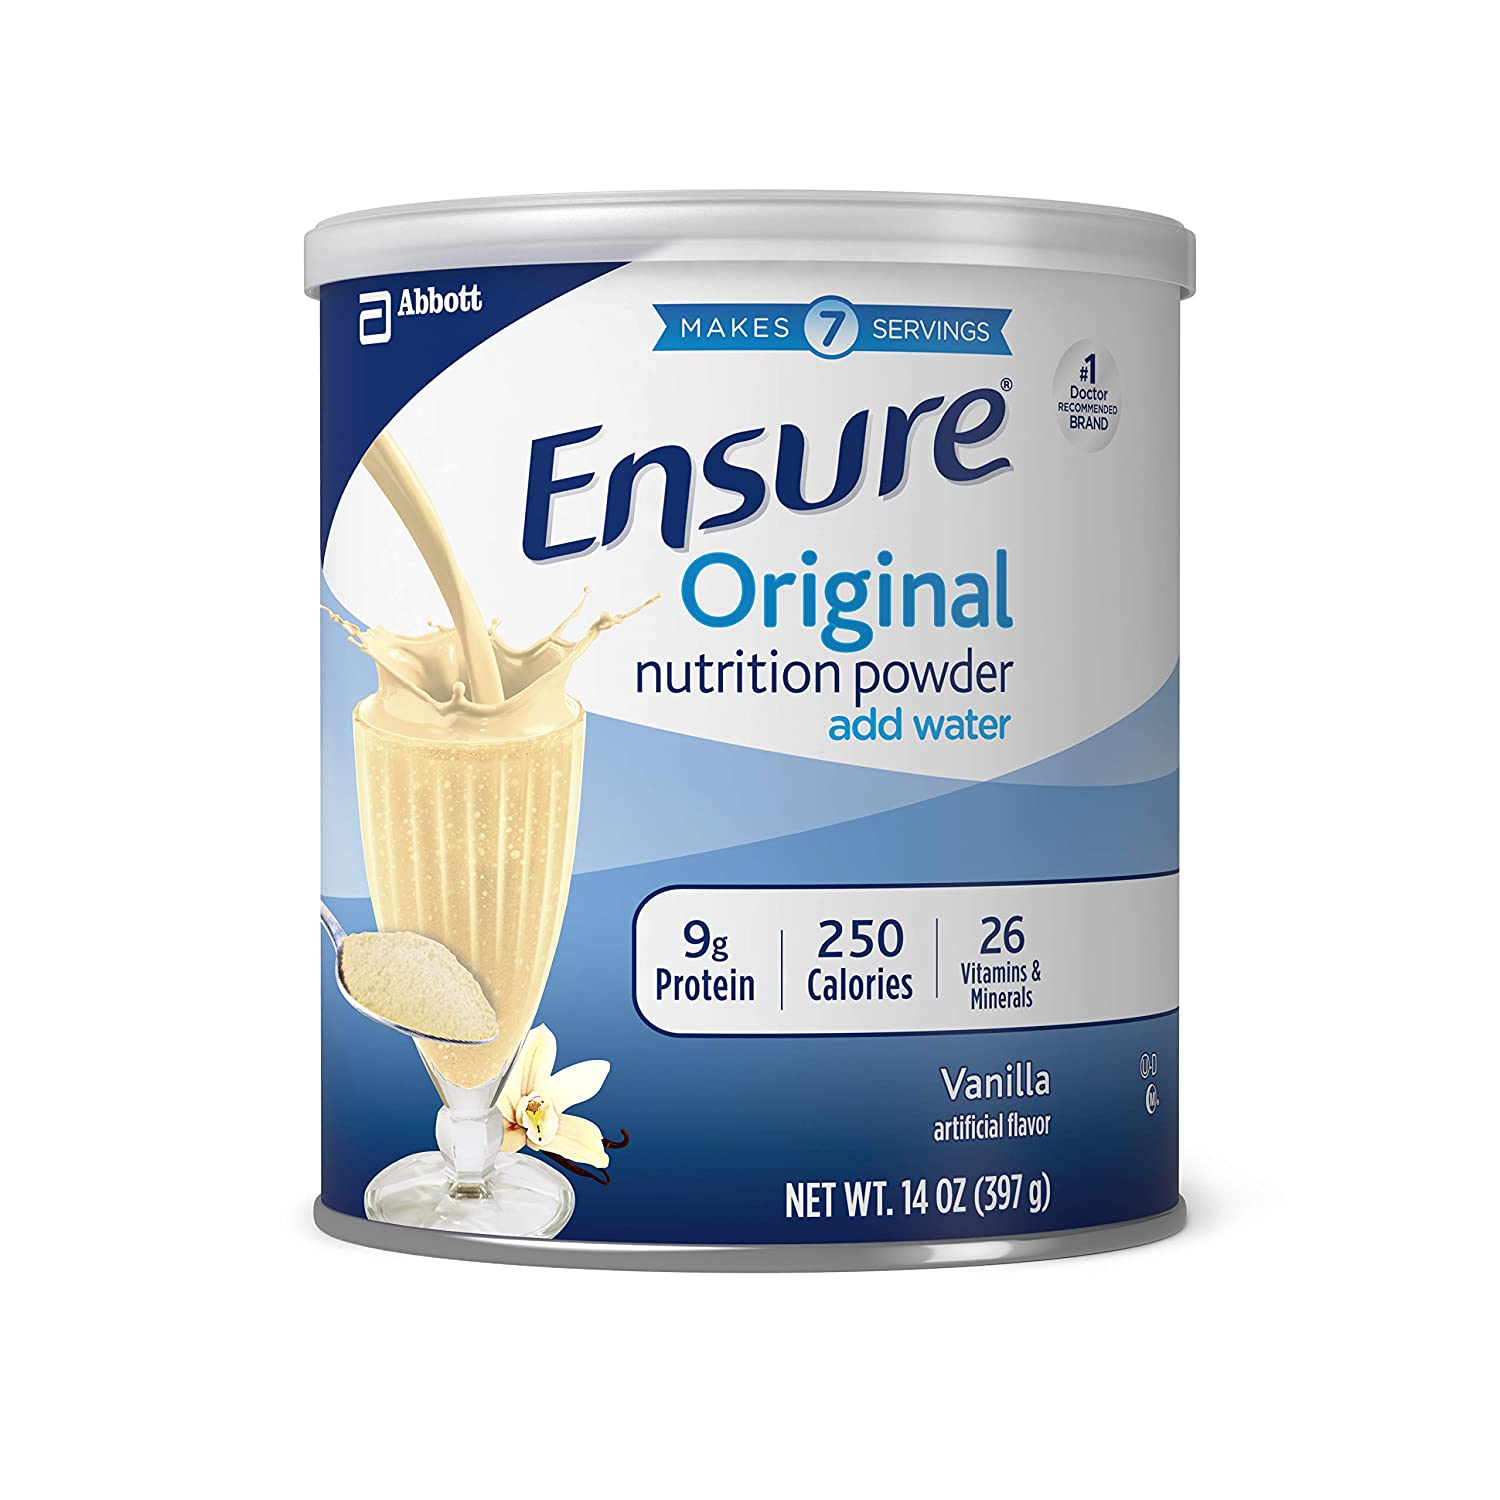 Abbott
MAKES 7 SERVINGS
#1
Doctor
RECOMMENDED
BRAND
Ensure®
Original
nutrition powder
add water
9g
Protein
250
Calories
26
Vitamins &
Minerals
Vanilla
artificial flavor
U-D
M
NET WT. 14 OZ (397 g)